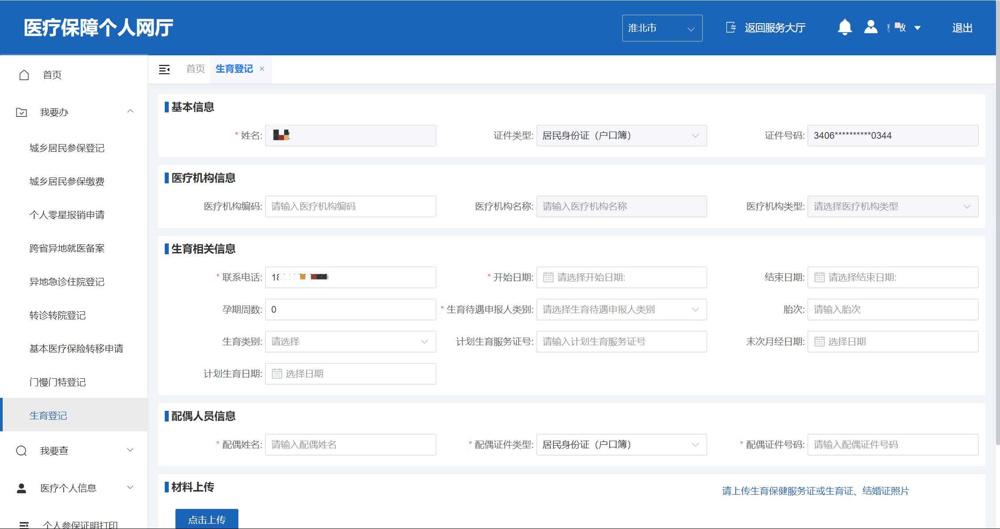 医疗保障个人网厅
淮北市
返回服务大厅
敏
退出
首页
我要办
城乡居民参保登记
城乡居民参保缴费
个人零星报销申请
跨省异地就医备案
异地急诊住院登记
转诊转院登记
基本医疗保险转移申请
门慢门特登记
生育登记
我要查
医疗个人信息
个人参保证明打印
首页 生育登记 ×
基本信息
* 姓名:
证件类型: 居民身份证（户口簿）
证件号码: 3406**********0344
医疗机构信息
医疗机构编码: 请输入医疗机构编码
医疗机构名称: 请输入医疗机构名称
医疗机构类型: 请选择医疗机构类型
生育相关信息
* 联系电话: 18
* 开始日期: 请选择开始日期:
结束日期: 请选择结束日期:
孕期周数: 0
* 生育待遇申报人类别: 请选择生育待遇申报人类别
胎次: 请输入胎次
生育类别: 请选择
计划生育服务证号: 请输入计划生育服务证号
末次月经日期: 选择日期
计划生育日期: 选择日期
配偶人员信息
* 配偶姓名: 请输入配偶姓名
* 配偶证件类型: 居民身份证（户口簿）
* 配偶证件号码: 请输入配偶证件号码
材料上传
请上传生育保健服务证或生育证、结婚证照片
点击上传